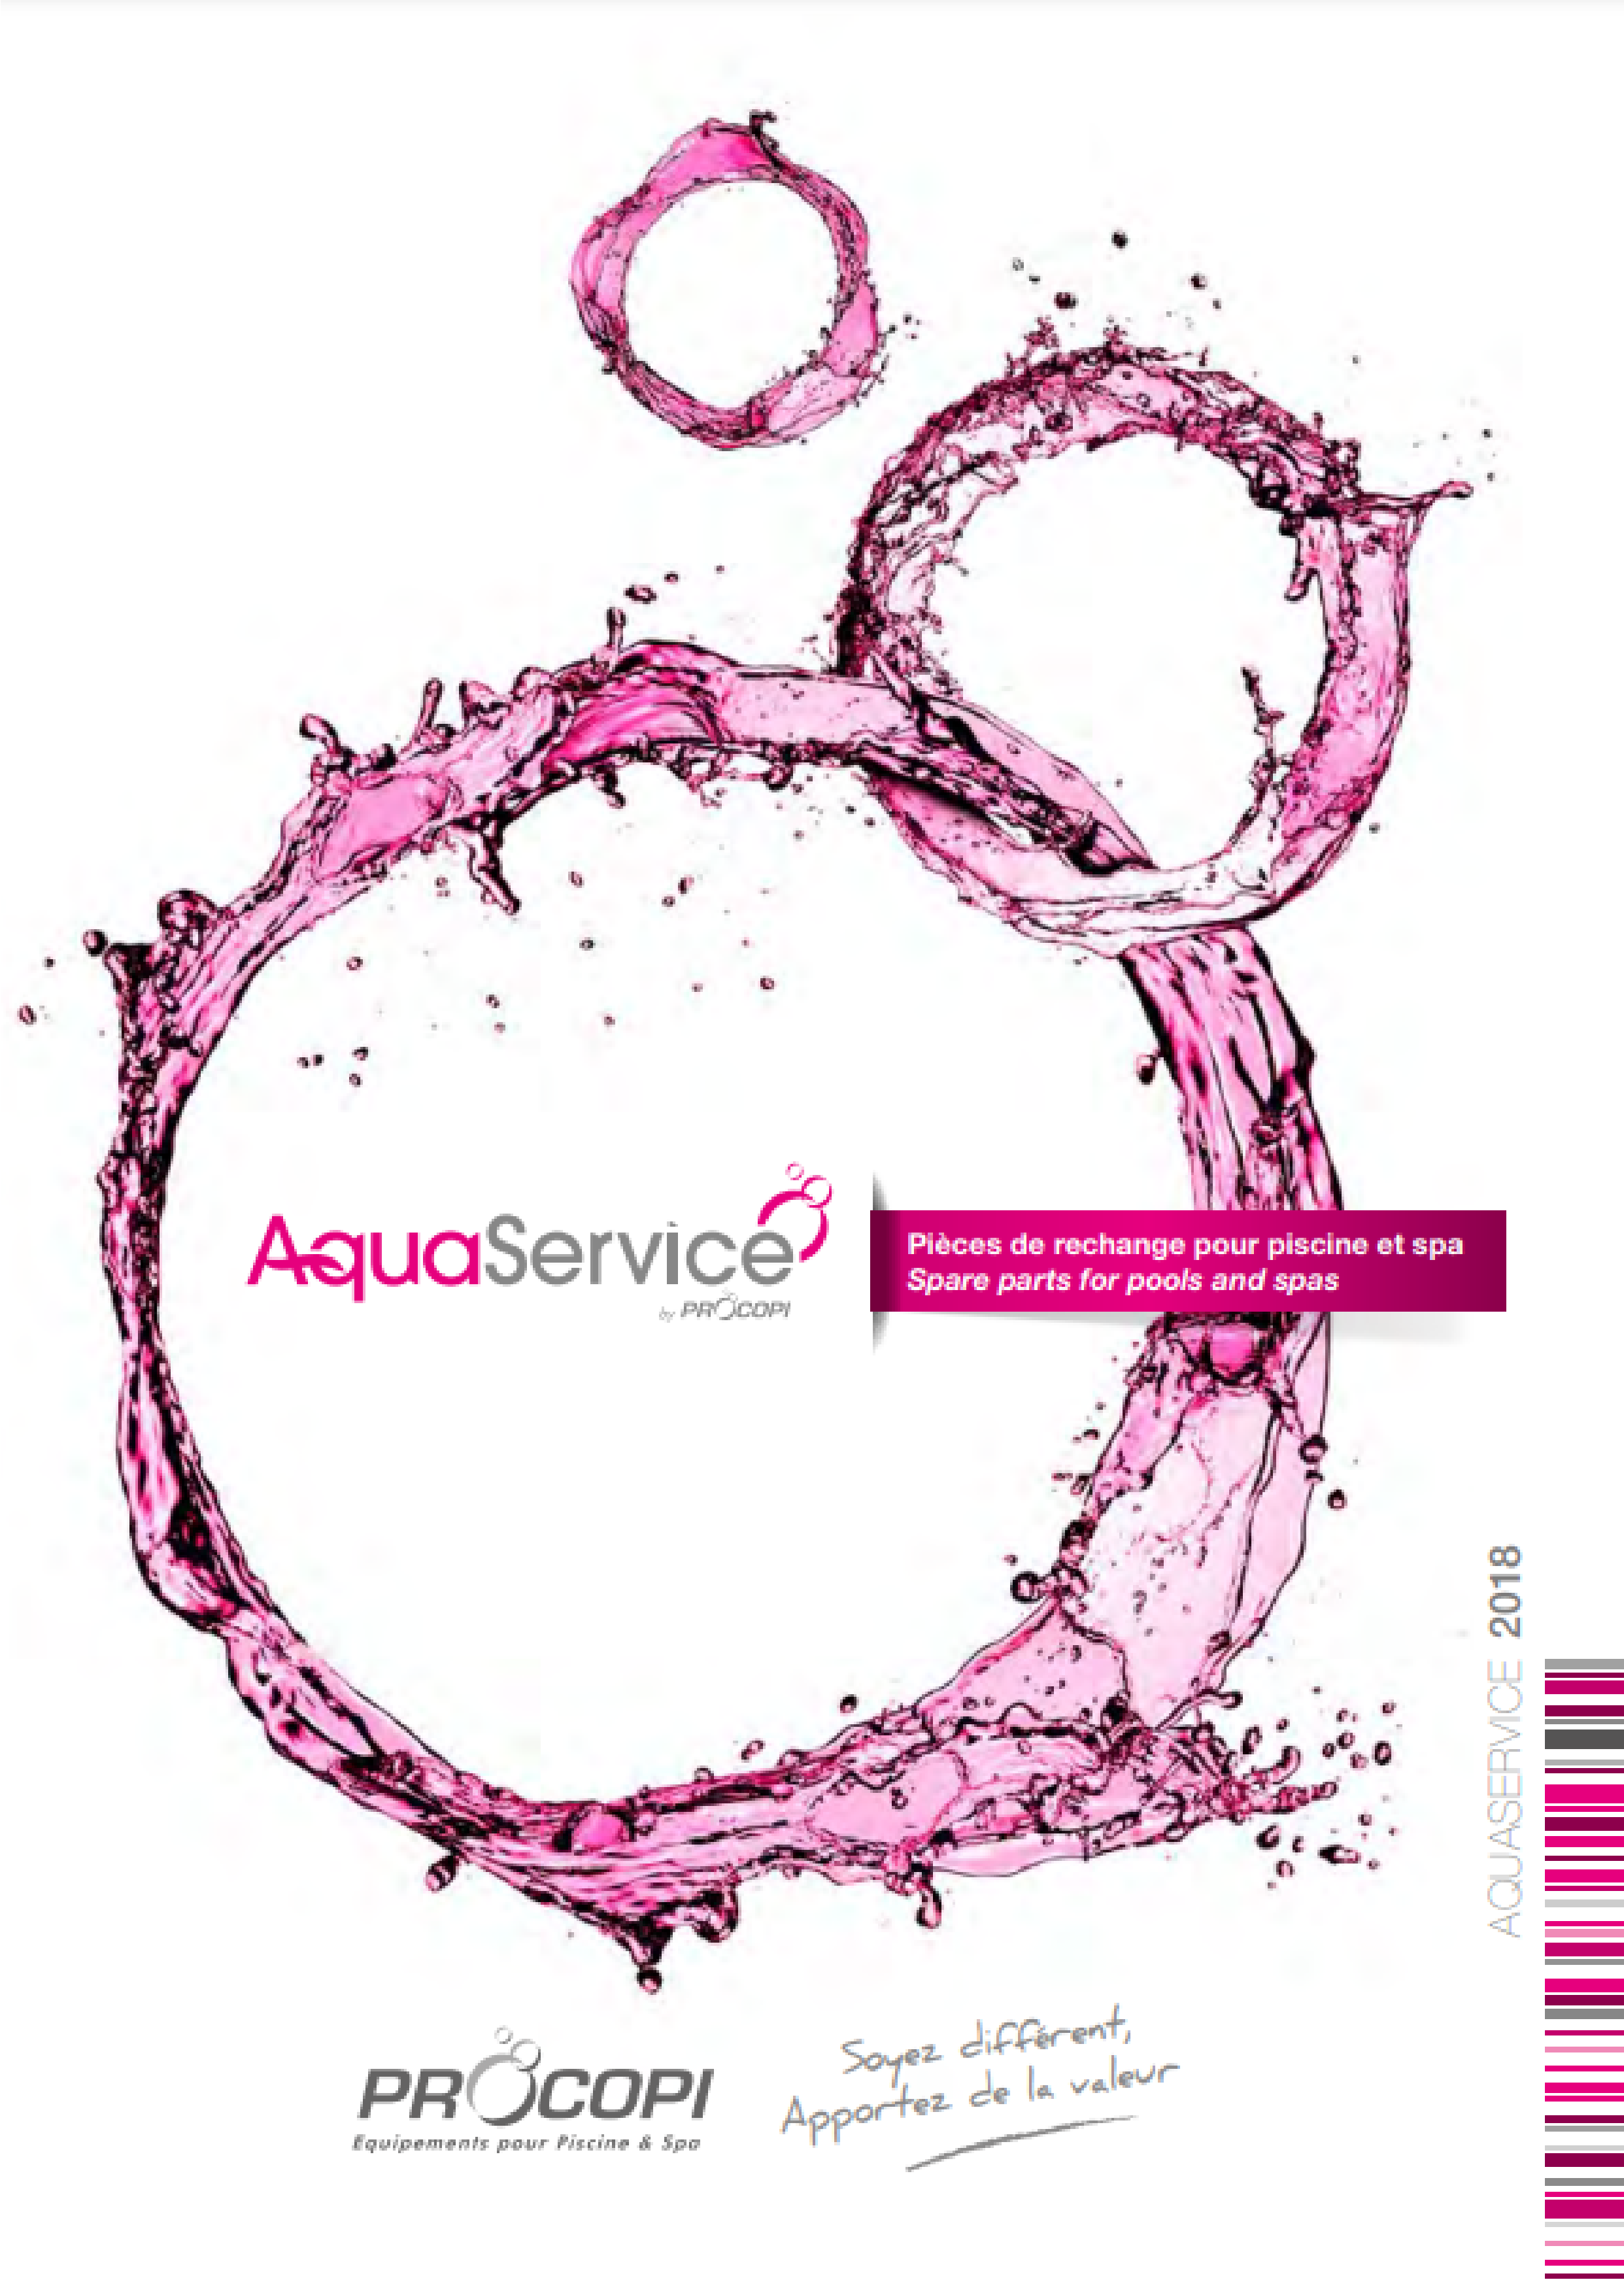 AquaService
by PROCOPI
Pièces de rechange pour piscine et spa
Spare parts for pools and spas
AQUASERVICE 2018
PROCOPI
Equipements pour Piscine & Spa
Soyez différent,
Apportez de la valeur